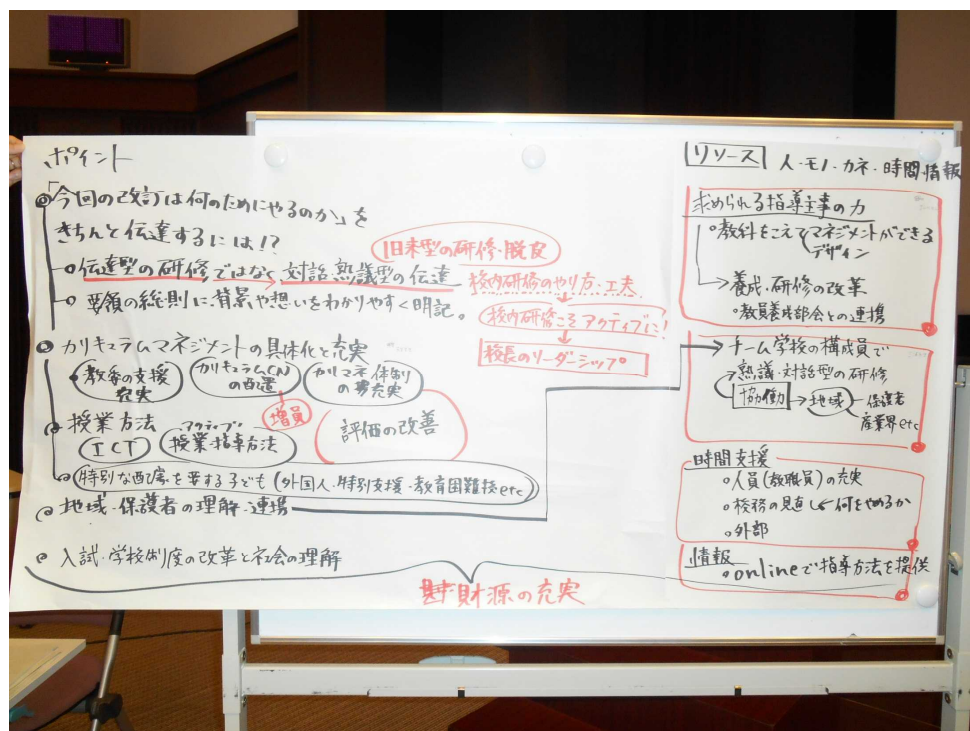 ポイント
「今回の改訂は何のためにやるのか」を
きちんと伝達するには!?
伝達型の研修ではなく対話、熟議型の伝達
要領の総則に背景や想いをわかりやすく明記。
旧来型の研修・脱皮
校内研修のやり方・工夫
校内研修こそアクティブに!
校長のリーダーシップ
カリキュラムマネジメントの具体化と充実
教委の支援
充実
カリキュラムCN
の配置
カリマネ体制
の充実
増員
授業方法
ICT
アクティブ
授業・指導方法
評価の改善
特別な配慮を要する子ども(外国人・特別支援・教育困難校etc)
地域・保護者の理解・連携
入試・学校制度の改革と社会の理解
財源の充実
リソース 人・モノ・カネ・時間・情報
求められる指導主事の力
教科をこえてマネジメントができる
デザイン
養成・研修の改革
教員養成部会との連携
チーム学校の構成員で
熟議・対話型の研修
協働→地域
保護者
産業界etc
時間支援
人員(教職員)の充実
校務の見直し 何をやめるか
外部
情報
onlineで指導方法を提供